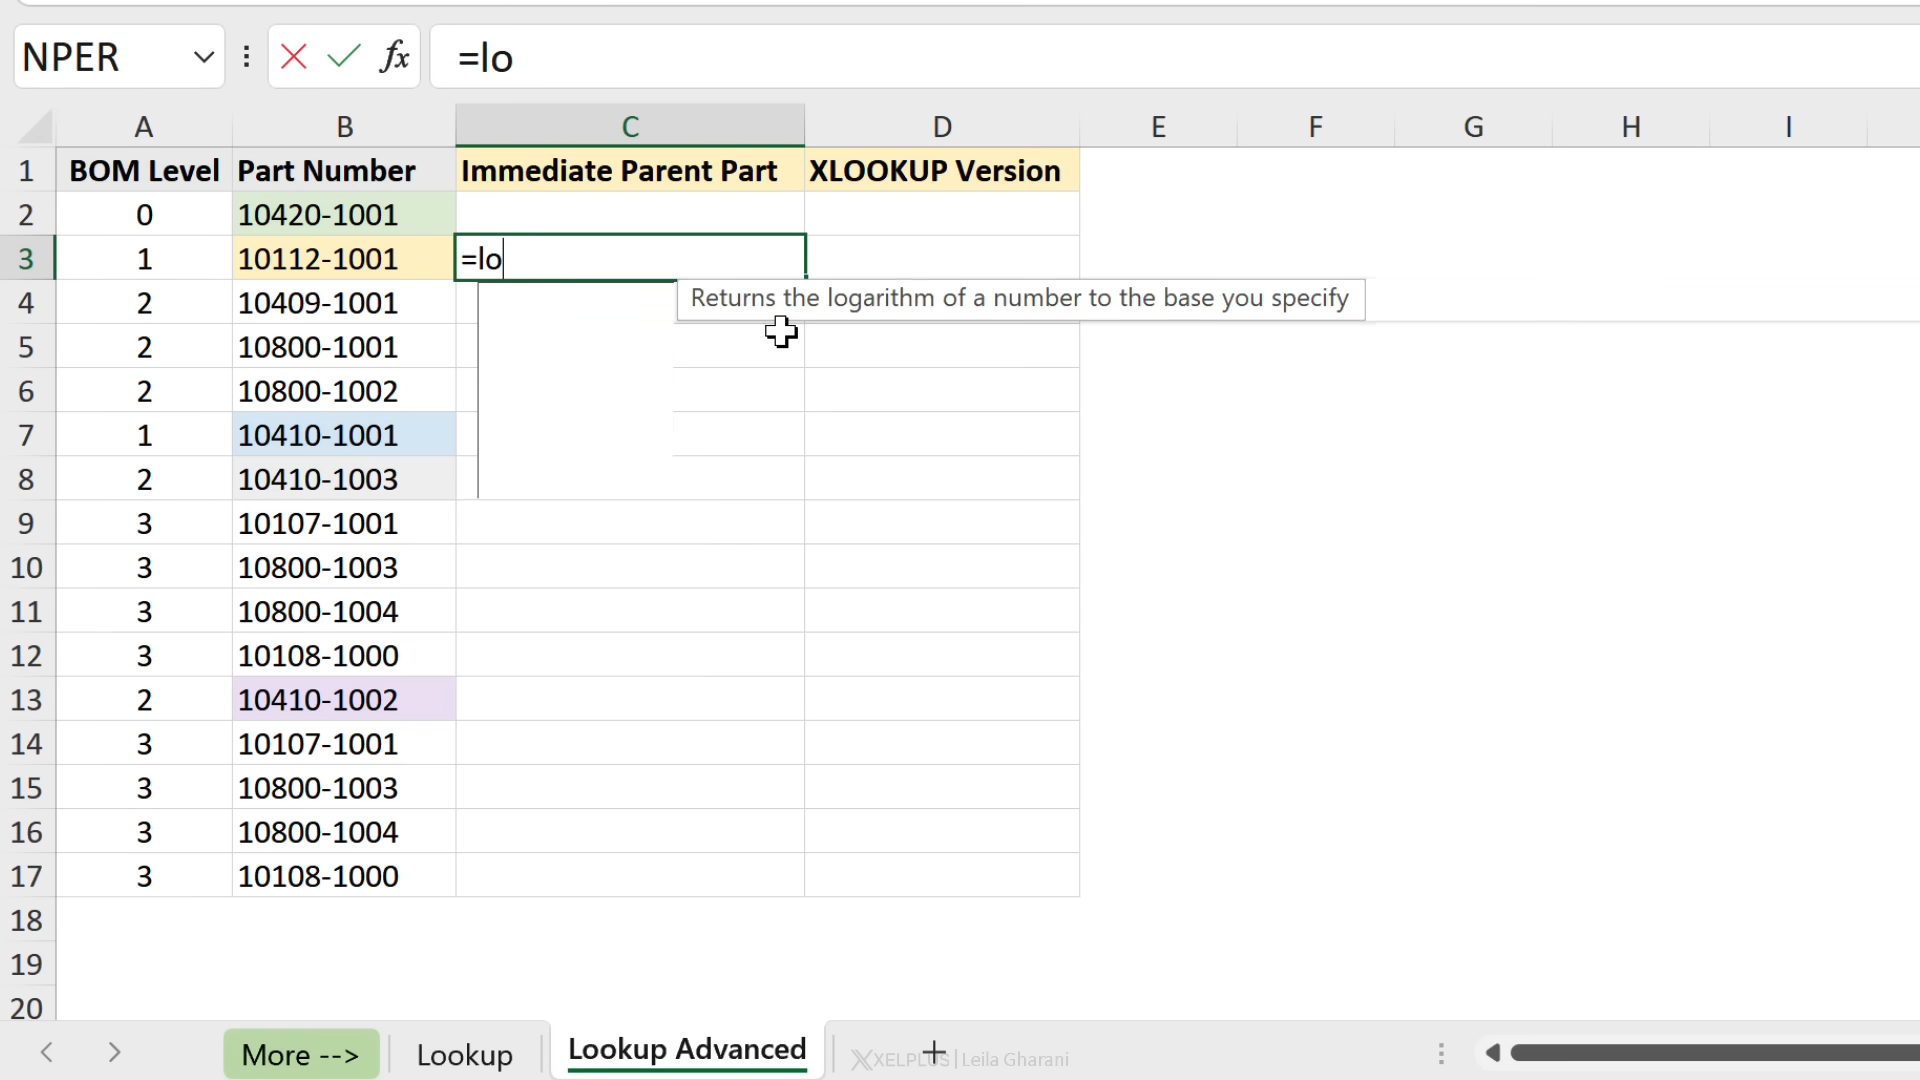 NPER fx =lo
A B C D E F G H I
1 BOM Level Part Number Immediate Parent Part XLOOKUP Version
2 0 10420-1001
3 1 10112-1001 =lo
Returns the logarithm of a number to the base you specify
4 2 10409-1001
5 2 10800-1001
6 2 10800-1002
7 1 10410-1001
8 2 10410-1003
9 3 10107-1001
10 3 10800-1003
11 3 10800-1004
12 3 10108-1000
13 2 10410-1002
14 3 10107-1001
15 3 10800-1003
16 3 10800-1004
17 3 10108-1000
18
19
20
More --> Lookup Lookup Advanced XELPLUS | Leila Gharani